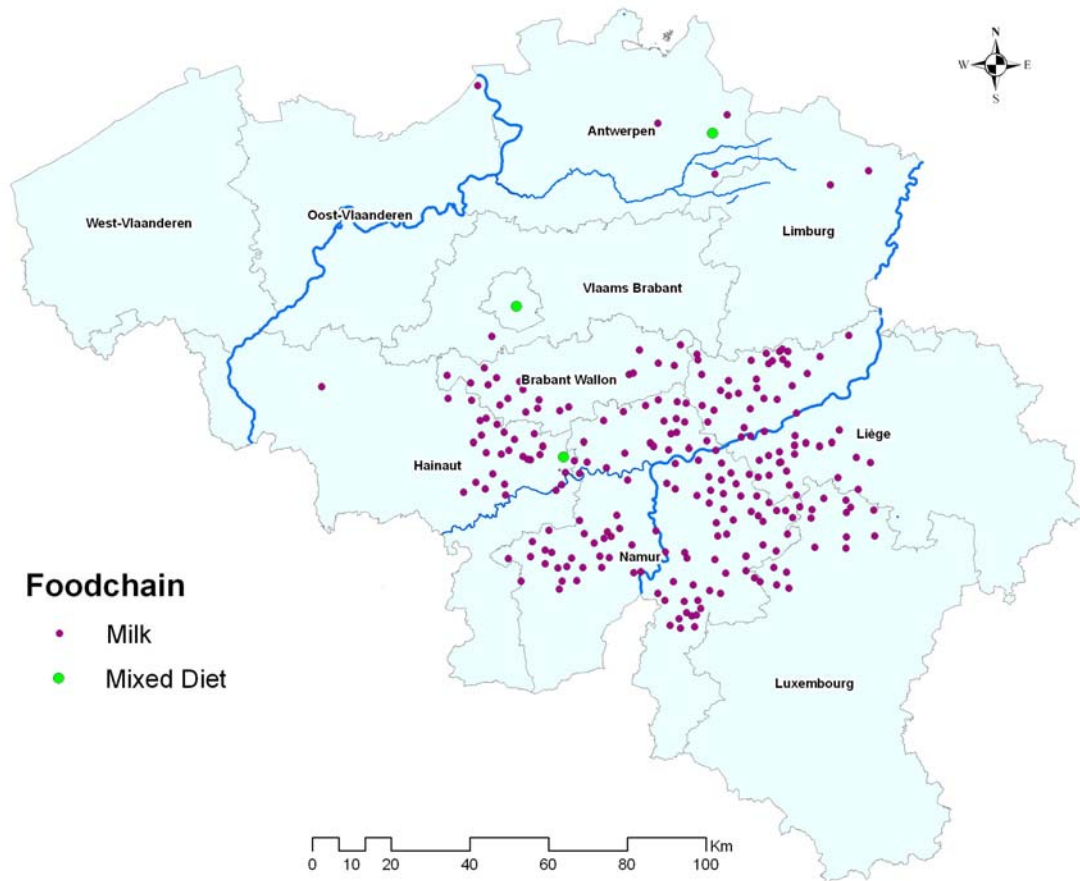 N
W E
S
Antwerpen
West-Vlaanderen
Oost-Vlaanderen
Limburg
Vlaams Brabant
Brabant Wallon
Liège
Hainaut
Namur
Foodchain
Milk
Mixed Diet
Luxembourg
Km
0 10 20 40 60 80 100